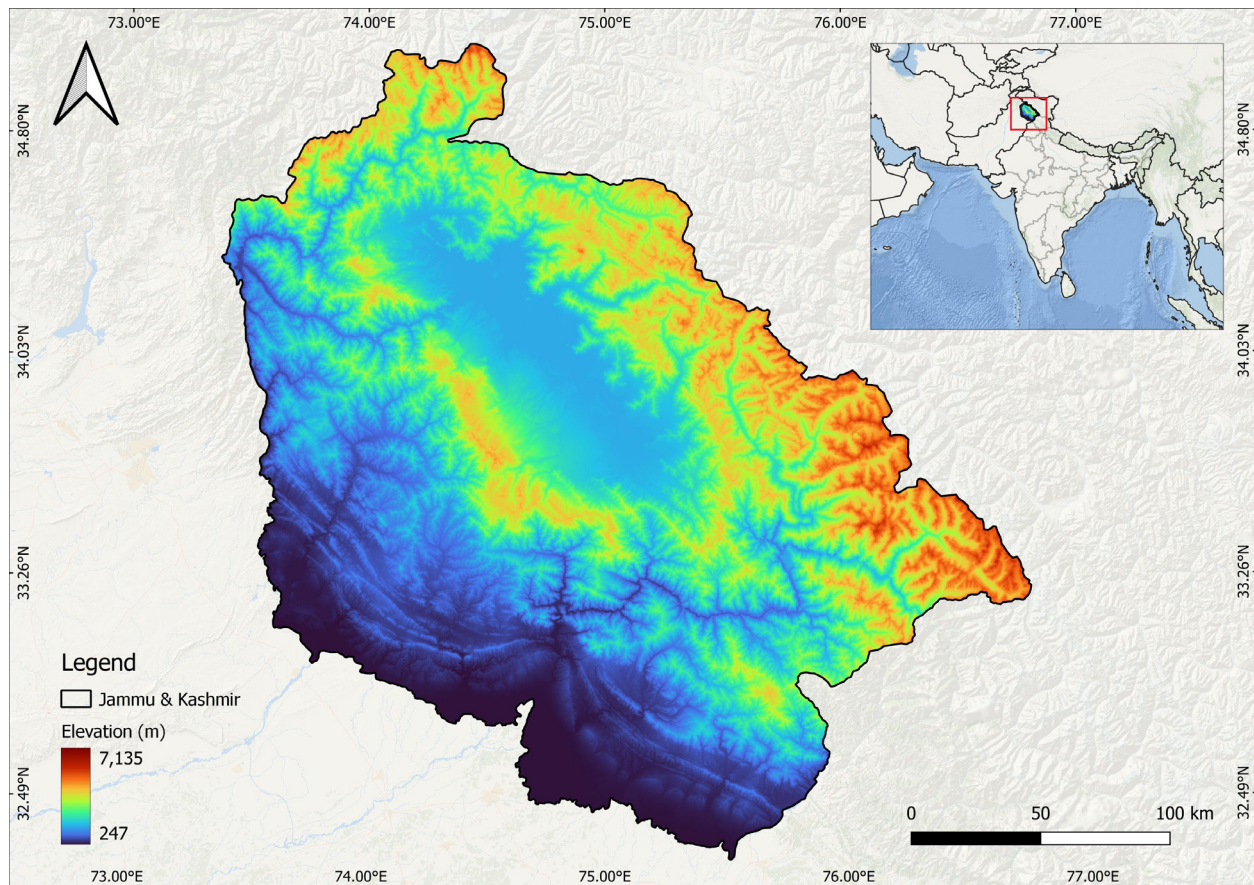 73.00°E 74.00°E 75.00°E 76.00°E 77.00°E
34.80°N 34.80°N
34.03°N 34.03°N
33.26°N 33.26°N
32.49°N 32.49°N
Legend
Jammu & Kashmir
Elevation (m)
7,135
247
0 50 100 km
73.00°E 74.00°E 75.00°E 76.00°E 77.00°E